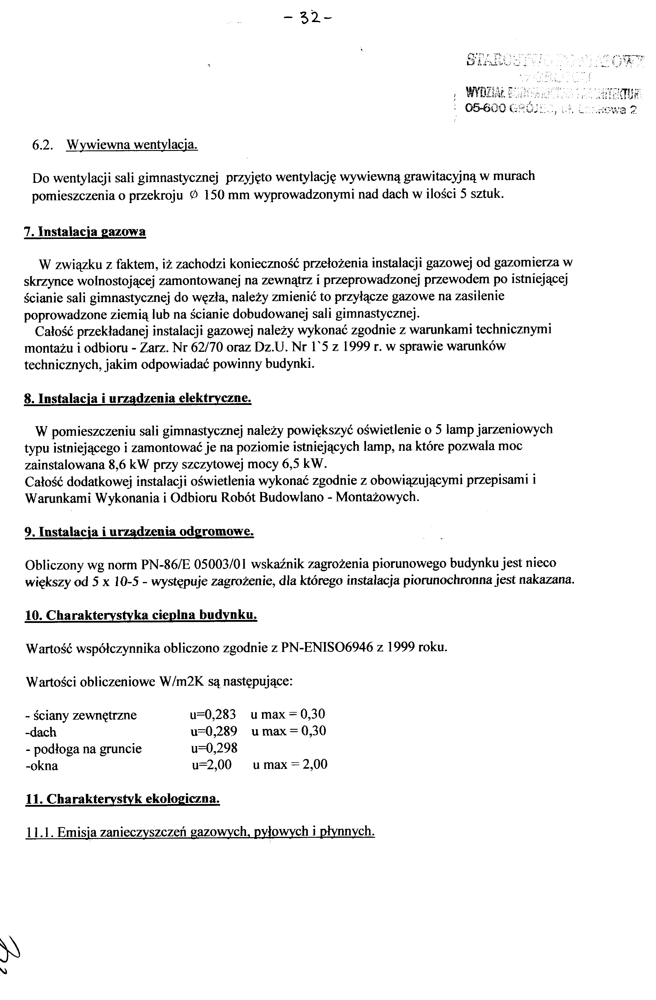 - 32 -
STAROSTWO POWIATOWE
w GRÓJCU
WYDZIAŁ BUDOWNICTWA I ARCHITEKTURY
05-600 GRÓJEC, ul.
2
6.2. Wywiewna wentylacja.
Do wentylacji sali gimnastycznej przyjęto wentylację wywiewną grawitacyjną w murach
pomieszczenia o przekroju Ø 150 mm wyprowadzonymi nad dach w ilości 5 sztuk.
7. Instalacja gazowa
W związku z faktem, iż zachodzi konieczność przełożenia instalacji gazowej od gazomierza w
skrzynce wolnostojącej zamontowanej na zewnątrz i przeprowadzonej przewodem po istniejącej
ścianie sali gimnastycznej do węzła, należy zmienić to przyłącze gazowe na zasilenie
poprowadzone ziemią lub na ścianie dobudowanej sali gimnastycznej.
Całość przekładanej instalacji gazowej należy wykonać zgodnie z warunkami technicznymi
montażu i odbioru - Zarz. Nr 62/70 oraz Dz.U. Nr 1'5 z 1999 r. w sprawie warunków
technicznych, jakim odpowiadać powinny budynki.
8. Instalacja i urządzenia elektryczne.
W pomieszczeniu sali gimnastycznej należy powiększyć oświetlenie o 5 lamp jarzeniowych
typu istniejącego i zamontować je na poziomie istniejących lamp, na które pozwala moc
zainstalowana 8,6 kW przy szczytowej mocy 6,5 kW.
Całość dodatkowej instalacji oświetlenia wykonać zgodnie z obowiązującymi przepisami i
Warunkami Wykonania i Odbioru Robót Budowlano - Montażowych.
9. Instalacja i urządzenia odgromowe.
Obliczony wg norm PN-86/E 05003/01 wskaźnik zagrożenia piorunowego budynku jest nieco
większy od 5 x 10-5 - występuje zagrożenie, dla którego instalacja piorunochronna jest nakazana.
10. Charakterystyka cieplna budynku.
Wartość współczynnika obliczono zgodnie z PN-ENISO6946 z 1999 roku.
Wartości obliczeniowe W/m2K są następujące:
- ściany zewnętrzne u=0,283 u max = 0,30
-dach u=0,289 u max = 0,30
- podłoga na gruncie u=0,298
-okna u=2,00 u max = 2,00
11. Charakterystyk ekologiczna.
11.1. Emisja zanieczyszczeń gazowych, pyłowych i płynnych.